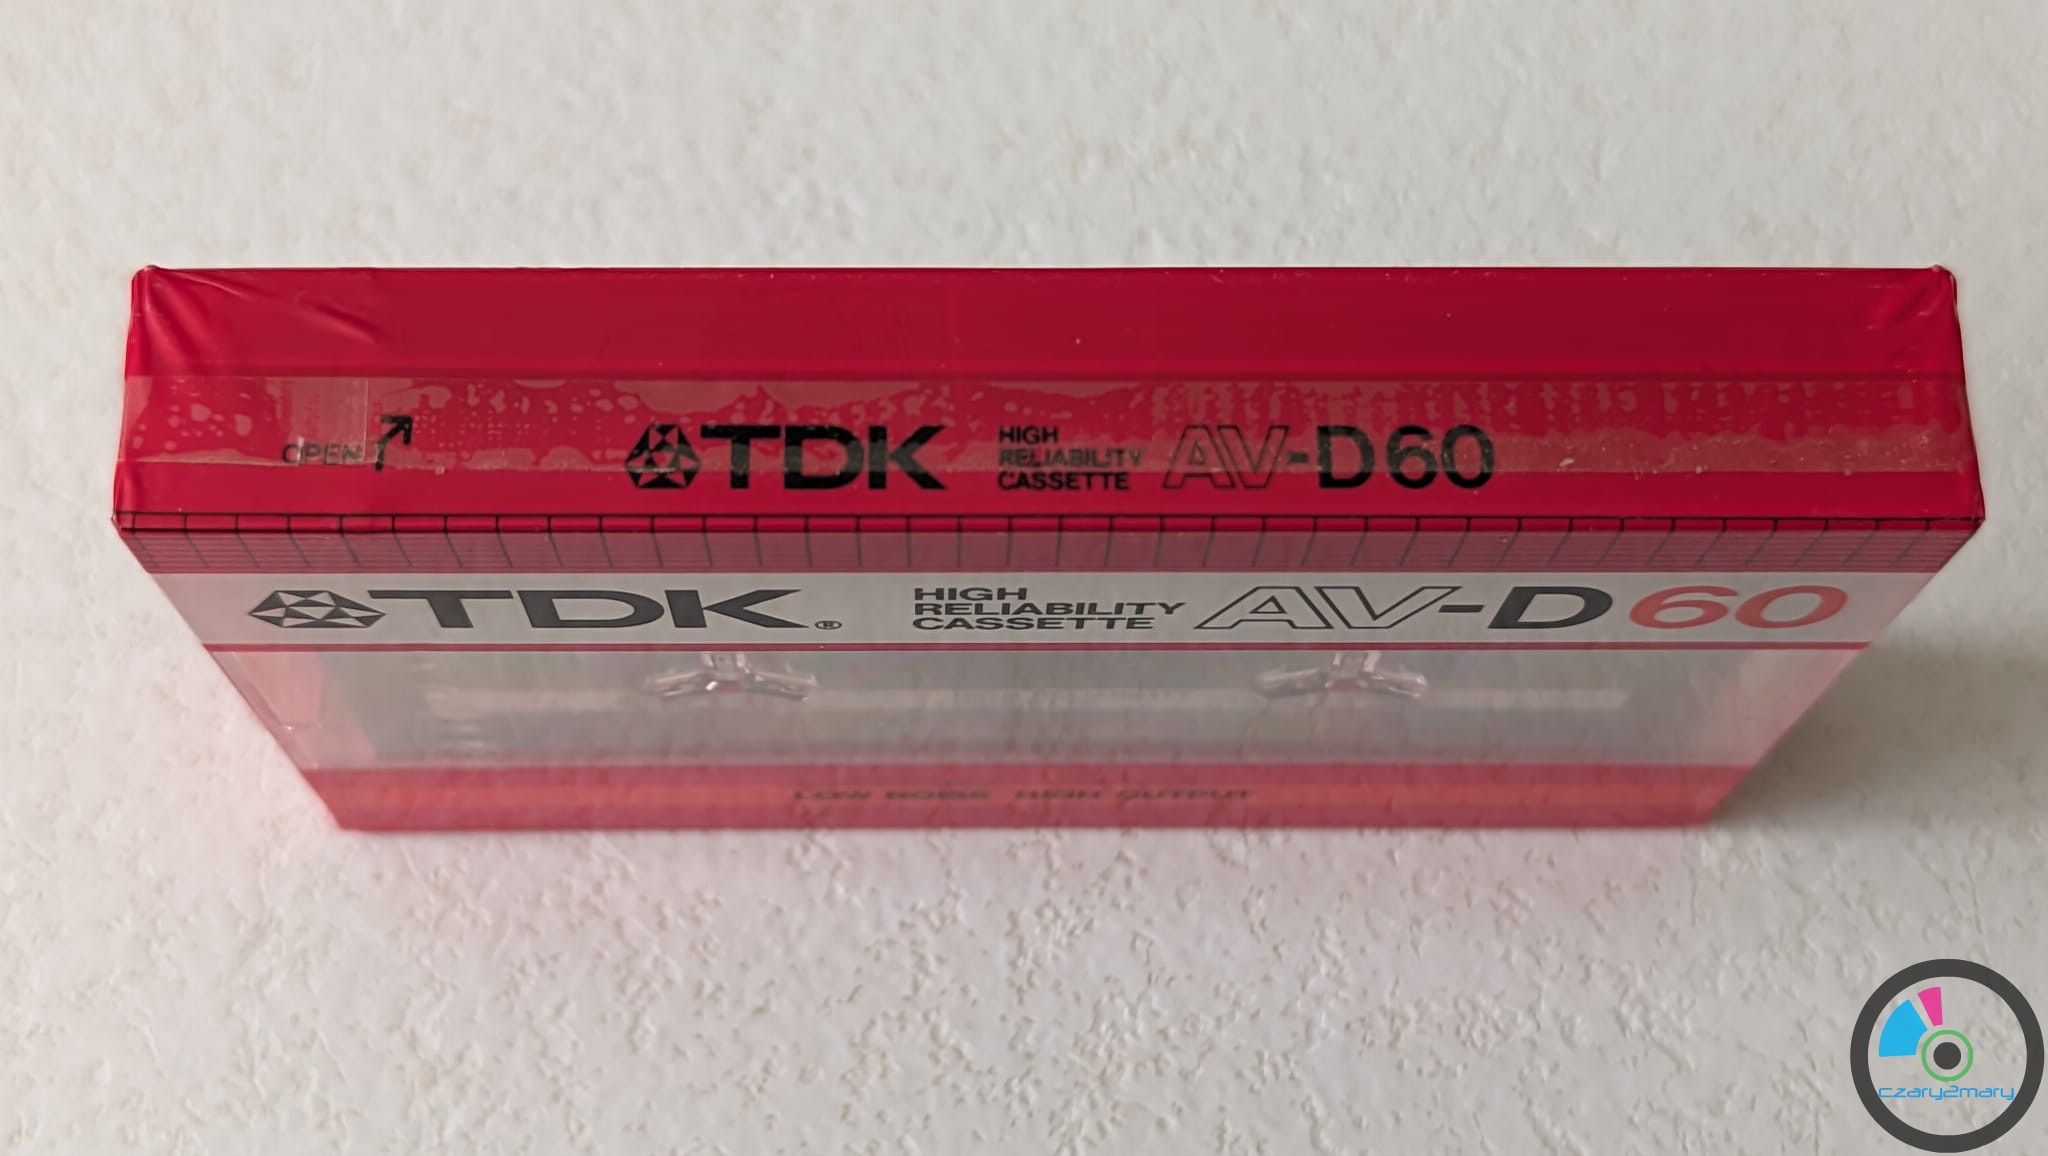 OPEN
TDK HIGH RELIABILITY CASSETTE AV-D60
TDK® HIGH RELIABILITY CASSETTE AV-D60
LOW NOISE HIGH OUTPUT
czary2mary